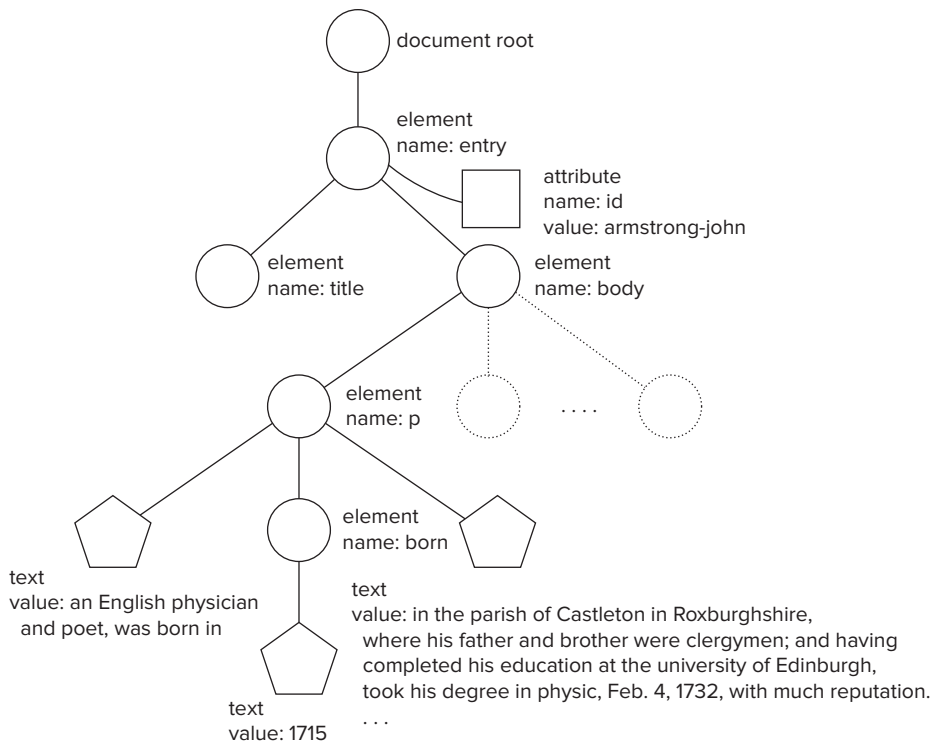 document root
element
name: entry
attribute
name: id
value: armstrong-john
element
name: title
element
name: body
element
name: p
. . . .
element
name: born
text
value: an English physician
and poet, was born in
text
value: in the parish of Castleton in Roxburghshire,
where his father and brother were clergymen; and having
completed his education at the university of Edinburgh,
took his degree in physic, Feb. 4, 1732, with much reputation.
. . .
text
value: 1715